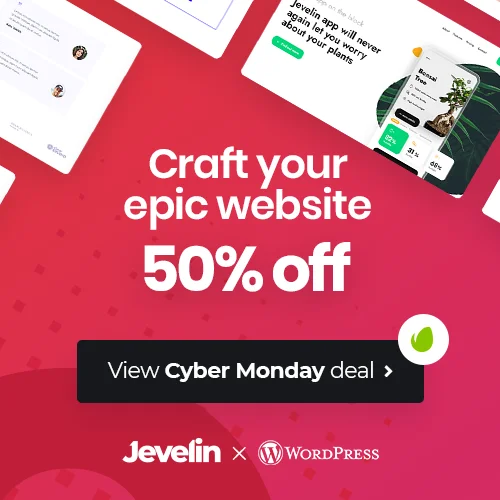 Jevelin app will never
again let you worry
about your plants
Bonsai
Tree
Craft your
epic website
50% off
View Cyber Monday deal ›
Jevelin × WORDPRESS